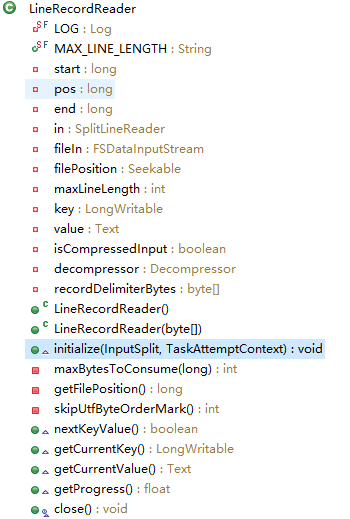 LineRecordReader
LOG : Log
MAX_LINE_LENGTH : String
start : long
pos : long
end : long
in : SplitLineReader
fileIn : FSDataInputStream
filePosition : Seekable
maxLineLength : int
key : LongWritable
value : Text
isCompressedInput : boolean
decompressor : Decompressor
recordDelimiterBytes : byte[]
LineRecordReader()
LineRecordReader(byte[])
initialize(InputSplit, TaskAttemptContext) : void
maxBytesToConsume(long) : int
getFilePosition() : long
skipUtfByteOrderMark() : int
nextKeyValue() : boolean
getCurrentKey() : LongWritable
getCurrentValue() : Text
getProgress() : float
close() : void